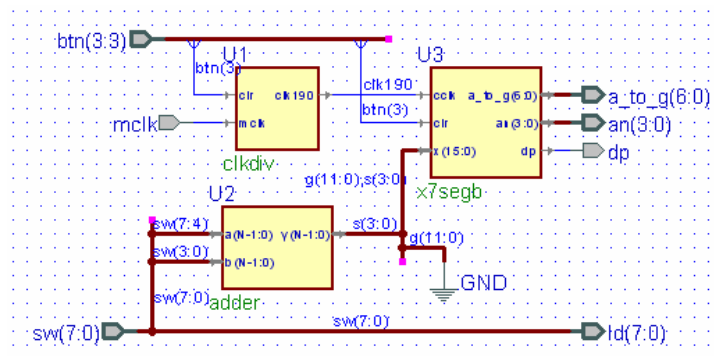 btn(3:3)
U1
U3
btn(3)
clk190
clr clk190
cclk a_to_g(6:0)
a_to_g(6:0)
btn(3)
mclk
mclk
clr an(3:0)
an(3:0)
x(15:0) dp
dp
clkdiv
g(11:0),s(3:0)
x7segb
U2
sw(7:4)
a(N-1:0) y(N-1:0)
s(3:0)
g(11:0)
sw(3:0)
b(N-1:0)
GND
sw(7:0)
adder
sw(7:0)
sw(7:0)
ld(7:0)